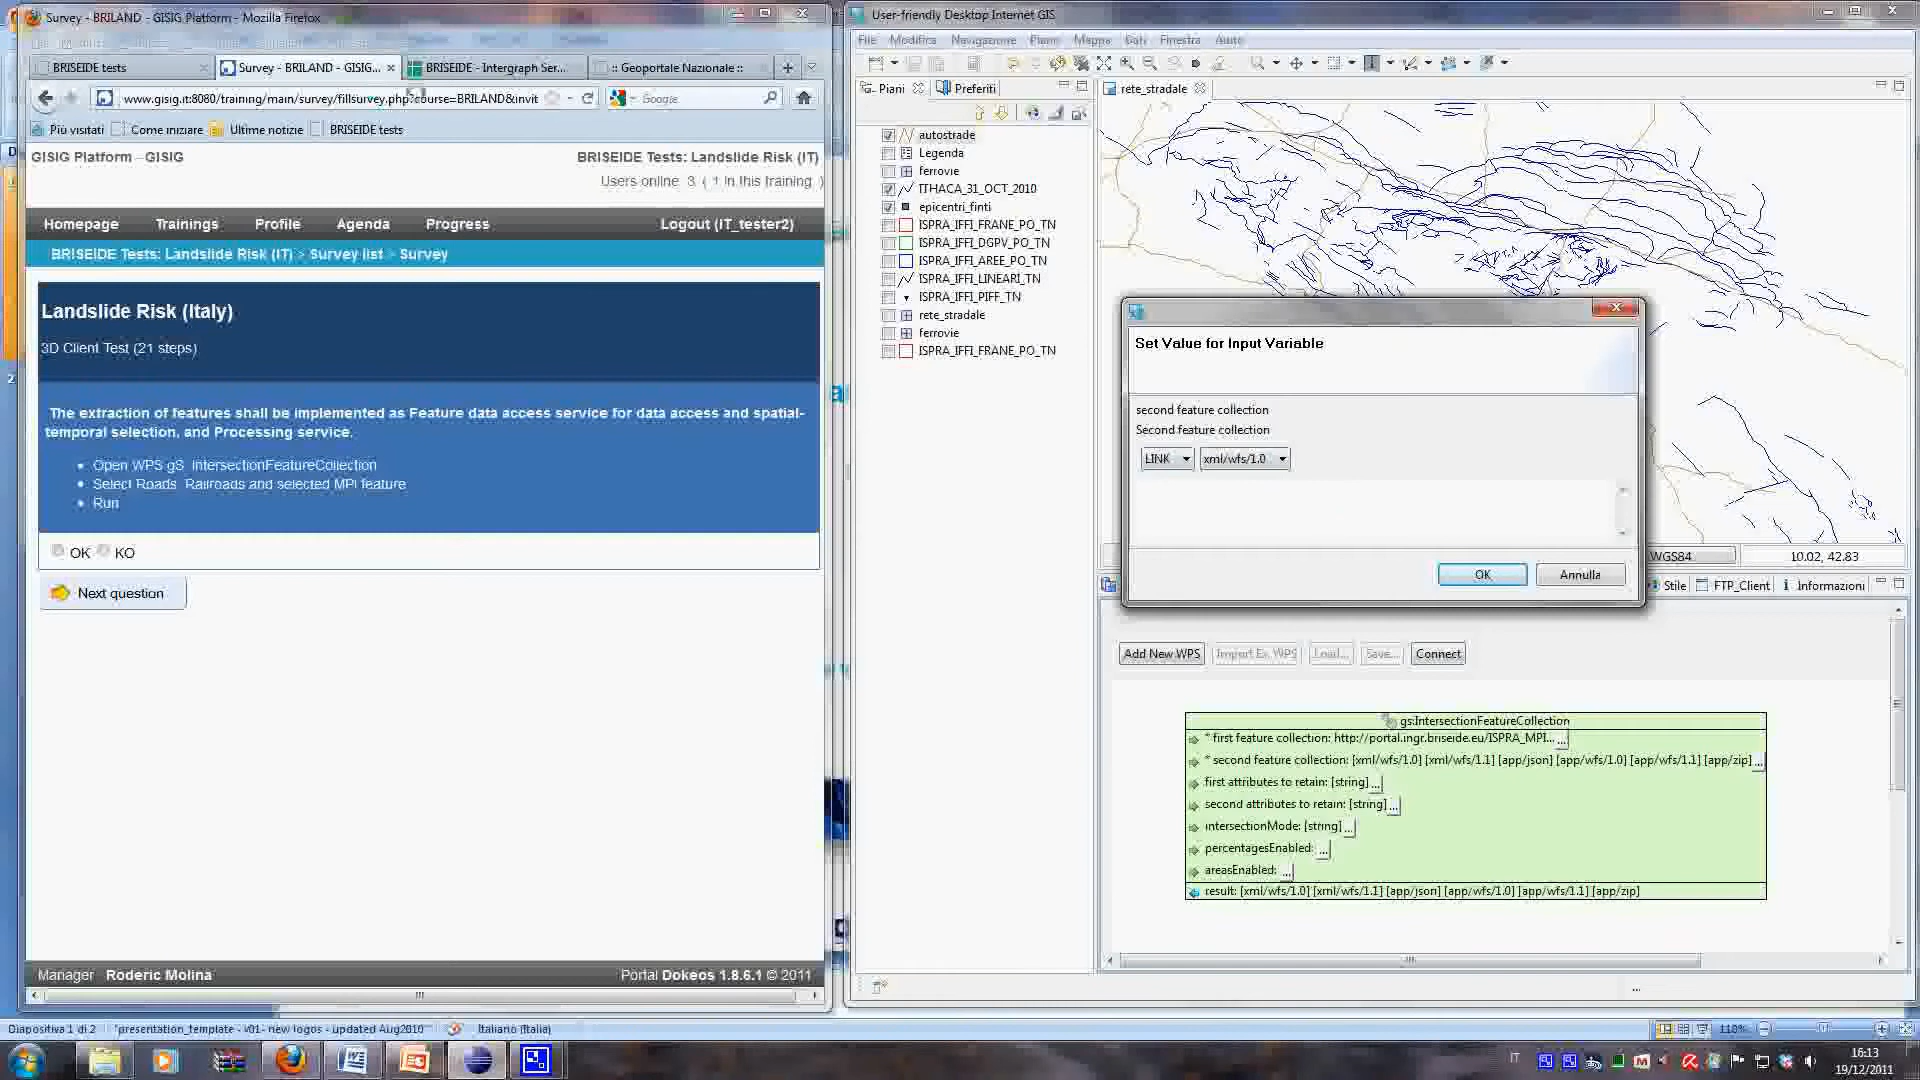 Survey - BRILAND - GISIG Platform - Mozilla Firefox
BRISEIDE tests
Survey - BRILAND - GISIG...
BRISEIDE - Intergraph Ser...
:: Geoportale Nazionale ::
www.gisig.it:8080/training/main/survey/fillsurvey.php?course=BRILAND&invit
Google
Più visitati
Come iniziare
Ultime notizie
BRISEIDE tests
GISIG Platform - GISIG
BRISEIDE Tests: Landslide Risk (IT)
Users online: 3 ( 1 in this training )
Homepage
Trainings
Profile
Agenda
Progress
Logout (IT_tester2)
BRISEIDE Tests: Landslide Risk (IT) > Survey list > Survey
Landslide Risk (Italy)
3D Client Test (21 steps)
The extraction of features shall be implemented as Feature data access service for data access and spatial-
temporal selection, and Processing service.
Open WPS gS_IntersectionFeatureCollection
Select Roads, Railroads and selected MPI feature
Run
OK
KO
Next question
Manager Roderic Molina
Portal Dokeos 1.8.6.1 © 2011
User-friendly Desktop Internet GIS
File
Modifica
Navigazione
Piano
Mappa
Dati
Finestra
Aiuto
Piani
Preferiti
rete_stradale
autostrade
Legenda
ferrovie
ITHACA_31_OCT_2010
epicentri_finti
ISPRA_IFFI_FRANE_PO_TN
ISPRA_IFFI_DGPV_PO_TN
ISPRA_IFFI_AREE_PO_TN
ISPRA_IFFI_LINEARI_TN
ISPRA_IFFI_PIFF_TN
rete_stradale
ferrovie
ISPRA_IFFI_FRANE_PO_TN
Set Value for Input Variable
second feature collection
Second feature collection
LINK
xml/wfs/1.0
OK
Annulla
WGS84
10.02, 42.83
Stile
FTP_Client
Informazioni
Add New WPS
Import Ex. WPS
Load...
Save...
Connect
gs:IntersectionFeatureCollection
* first feature collection: http://portal.ingr.briseide.eu/ISPRA_MPI... ...
* second feature collection: [xml/wfs/1.0] [xml/wfs/1.1] [app/json] [app/wfs/1.0] [app/wfs/1.1] [app/zip] ...
first attributes to retain: [string] ...
second attributes to retain: [string] ...
intersectionMode: [string] ...
percentagesEnabled: ...
areasEnabled: ...
result: [xml/wfs/1.0] [xml/wfs/1.1] [app/json] [app/wfs/1.0] [app/wfs/1.1] [app/zip]
...
Diapositiva 1 di 2
"presentation_template - v01- new logos - updated Aug2010"
Italiano (Italia)
118%
IT
16:13
19/12/2011